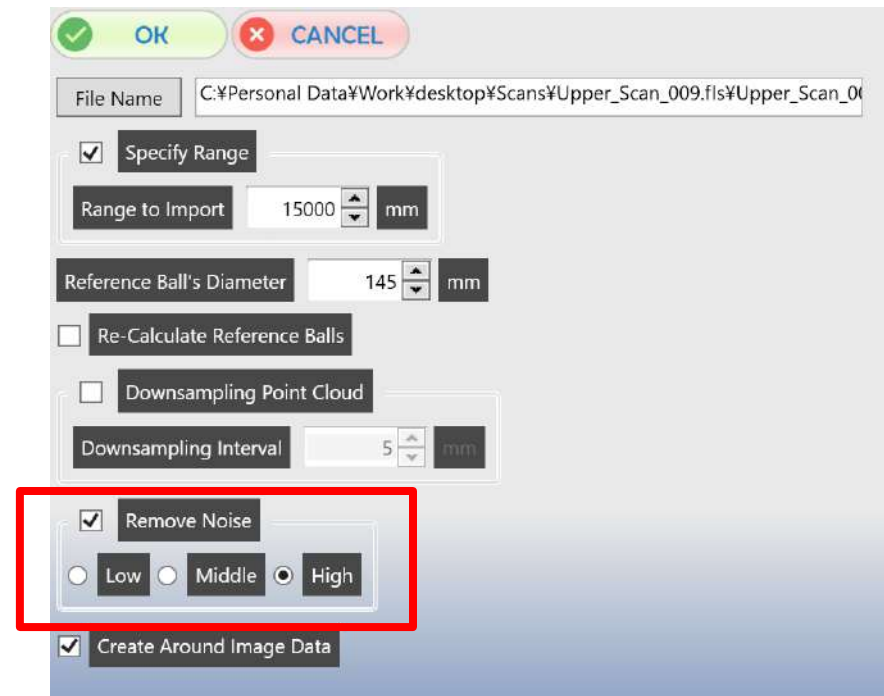 OK CANCEL
File Name C:¥Personal Data¥Work¥desktop¥Scans¥Upper_Scan_009.fls¥Upper_Scan_00
Specify Range
Range to Import 15000 mm
Reference Ball's Diameter 145 mm
Re-Calculate Reference Balls
Downsampling Point Cloud
Downsampling Interval 5 mm
Remove Noise
Low Middle High
Create Around Image Data